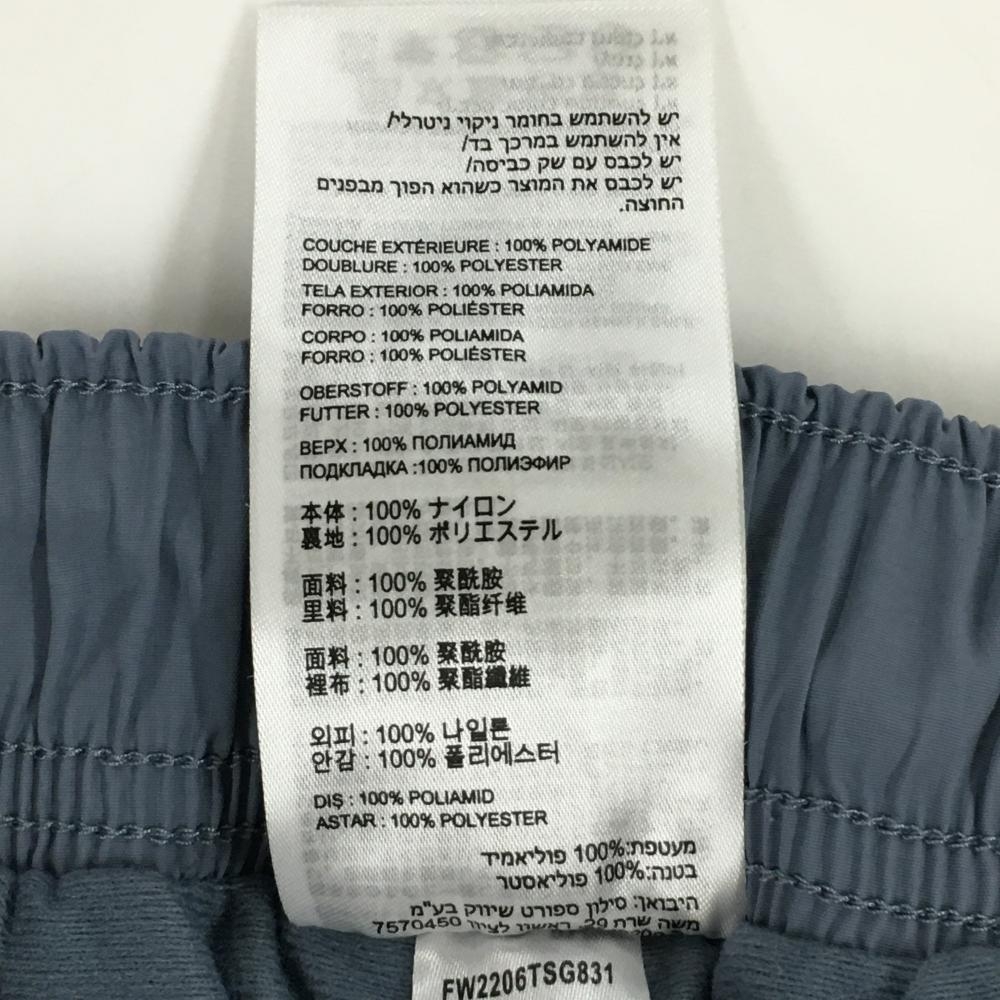 יש להשתמש בחומר ניקוי ניטרלי/
אין להשתמש במרכך בד/
יש לכבס עם שק כביסה/
יש לכבס את המוצר כשהוא הפוך מבפנים
החוצה.
COUCHE EXTÉRIEURE : 100% POLYAMIDE
DOUBLURE : 100% POLYESTER
TELA EXTERIOR : 100% POLIAMIDA
FORRO : 100% POLIÉSTER
CORPO : 100% POLIAMIDA
FORRO : 100% POLIÉSTER
OBERSTOFF : 100% POLYAMID
FUTTER : 100% POLYESTER
ВЕРХ : 100% ПОЛИАМИД
ПОДКЛАДКА :100% ПОЛИЭФИР
本体 : 100% ナイロン
裏地 : 100% ポリエステル
面料 : 100% 聚酰胺
里料 : 100% 聚酯纤维
面料 : 100% 聚酰胺
裡布 : 100% 聚酯纖維
외피 : 100% 나일론
안감 : 100% 폴리에스터
DIŞ : 100% POLIAMID
ASTAR : 100% POLYESTER
מעטפת:100% פוליאמיד
בטנה:100% פוליאסטר
היבואן: סילון ספורט שיווק בע"מ
משה שרת 29, ראשון לציון 7570450
FW2206TSG831